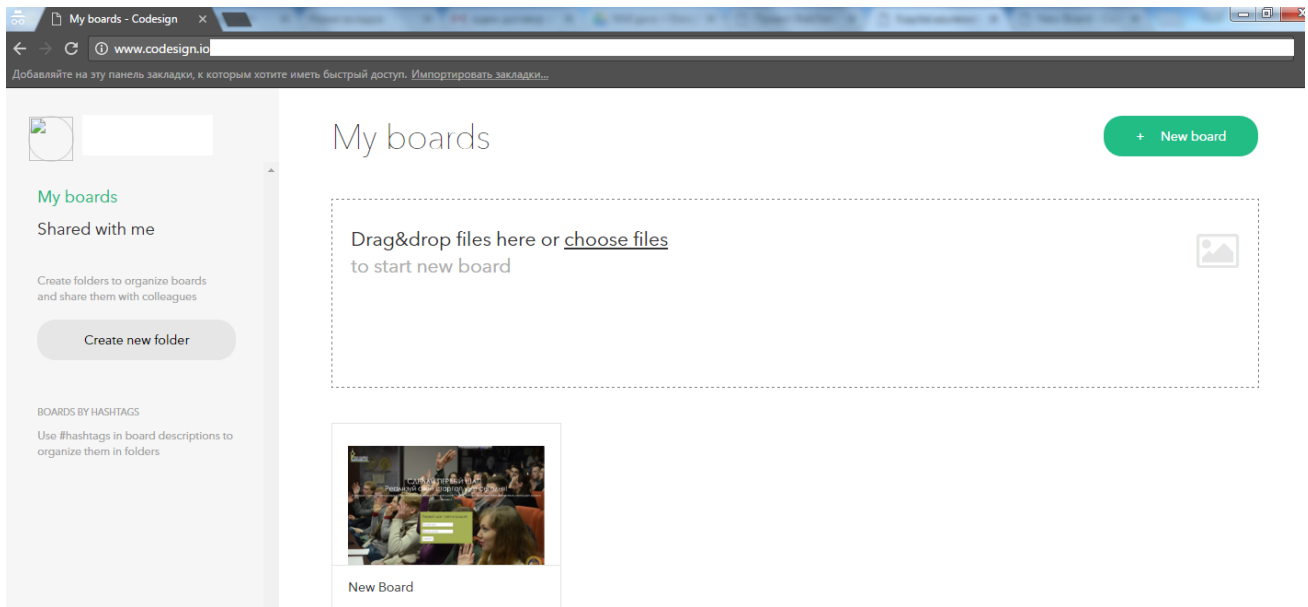 My boards - Codesign
www.codesign.io
Добавляйте на эту панель закладки, к которым хотите иметь быстрый доступ. Импортировать закладки...
My boards
Shared with me
Create folders to organize boards
and share them with colleagues
Create new folder
BOARDS BY HASHTAGS
Use #hashtags in board descriptions to
organize them in folders
My boards
+ New board
Drag&drop files here or choose files
to start new board
New Board